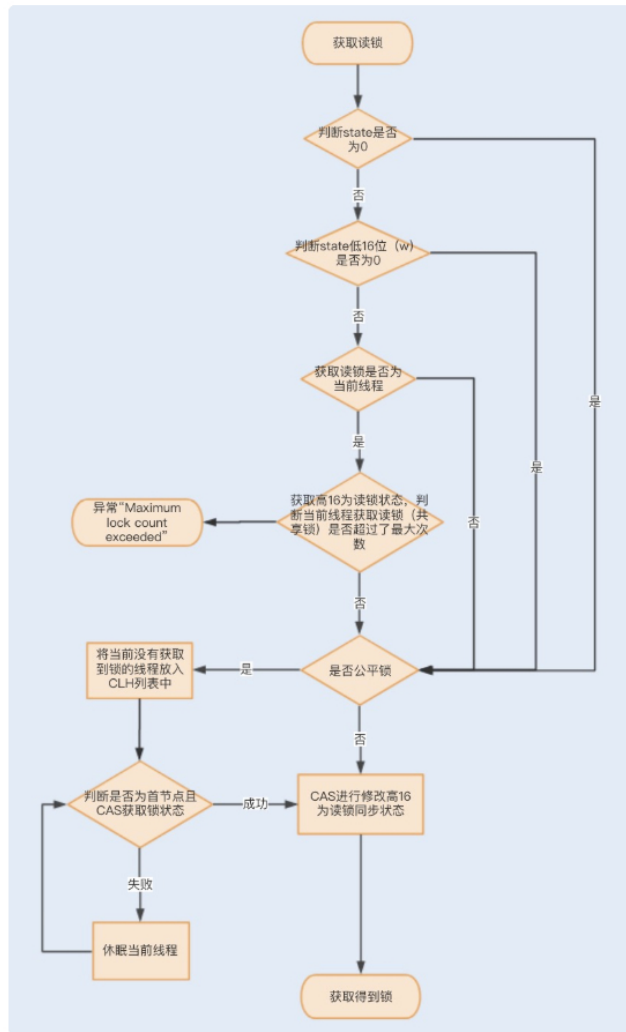 获取读锁
判断state是否
为0
否
判断state低16位（w）
是否为0
否
获取读锁是否为
当前线程
是
是
是
获取高16为读锁状态，判
断当前线程获取读锁（共
享锁）是否超过了最大次
数
异常“Maximum
lock count
exceeded”
否
否
将当前没有获取
到锁的线程放入
CLH列表中
是
是否公平锁
否
判断是否为首节点且
CAS获取锁状态
成功
CAS进行修改高16
为读锁同步状态
失败
休眠当前线程
获取得到锁